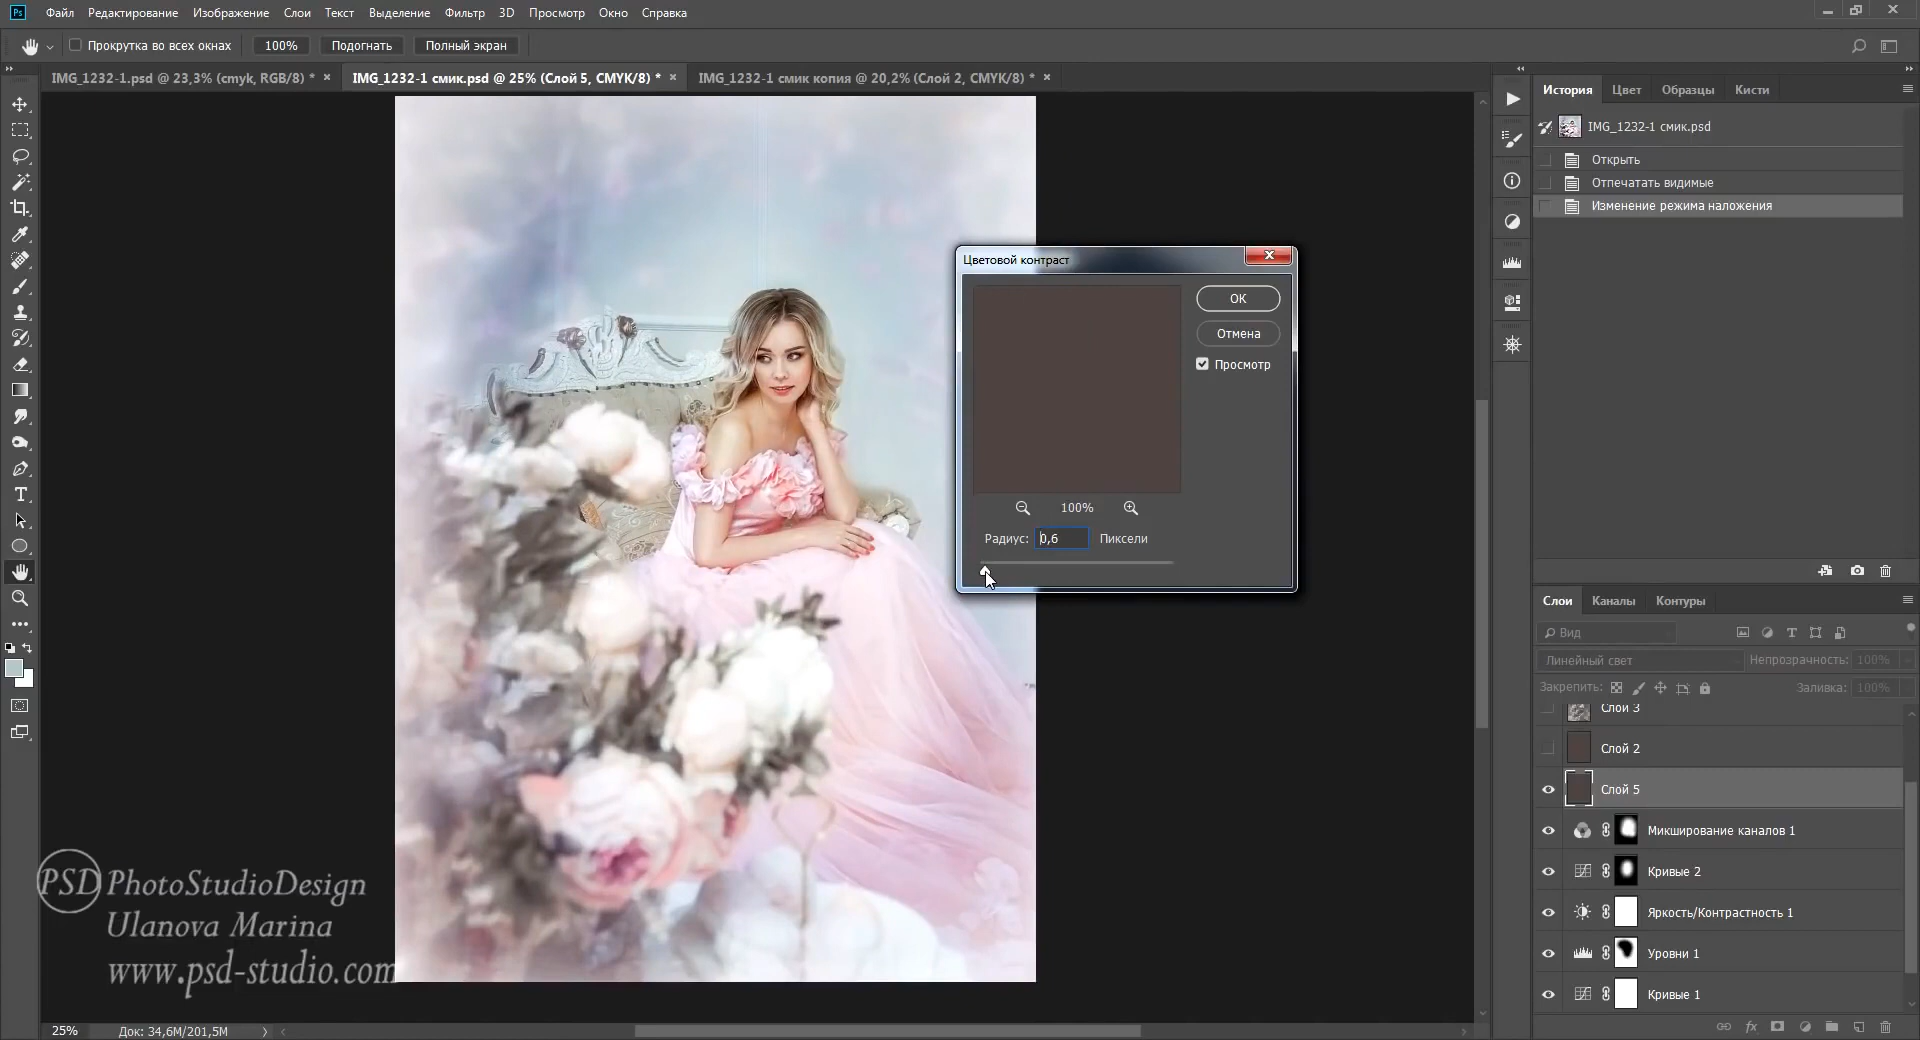 Ps Файл Редактирование Изображение Слои Текст Выделение Фильтр 3D Просмотр Окно Справка
Прокрутка во всех окнах 100% Подогнать Полный экран
IMG_1232-1.psd @ 23,3% (cmyk, RGB/8) * × IMG_1232-1 смик.psd @ 25% (Слой 5, CMYK/8) * × IMG_1232-1 смик копия @ 20,2% (Слой 2, CMYK/8) * ×
История Цвет Образцы Кисти
IMG_1232-1 смик.psd
Открыть
Отпечатать видимые
Изменение режима наложения
Цветовой контраст
OK
Отмена
Просмотр
100%
Радиус: 0,6 Пиксели
Слои Каналы Контуры
Вид
Линейный свет Непрозрачность: 100%
Закрепить: Заливка: 100%
Слой 3
Слой 2
Слой 5
Микширование каналов 1
Кривые 2
Яркость/Контрастность 1
Уровни 1
Кривые 1
fx
PSD PhotoStudioDesign
Ulanova Marina
www.psd-studio.com
25% Док: 34,6M/201,5M